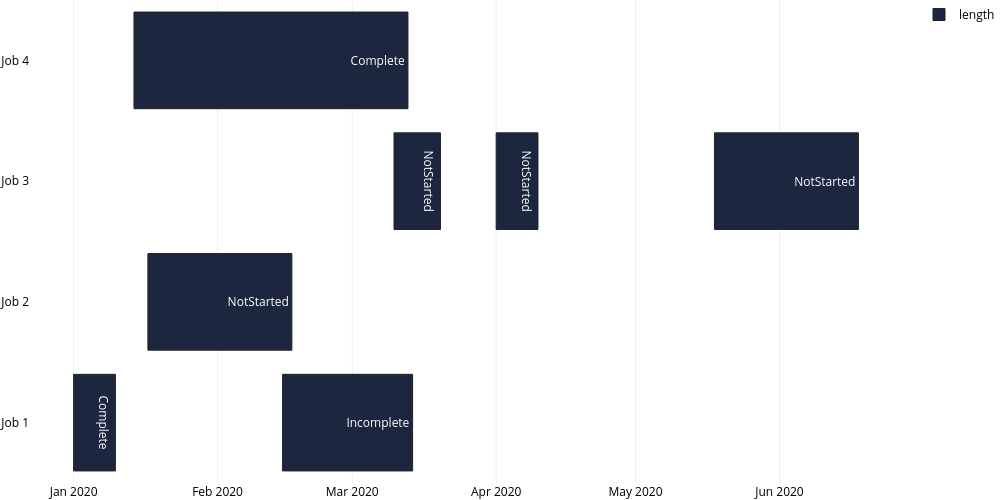 length
Job 4
Complete
Job 3
NotStarted
NotStarted
NotStarted
Job 2
NotStarted
Job 1
Complete
Incomplete
Jan 2020
Feb 2020
Mar 2020
Apr 2020
May 2020
Jun 2020